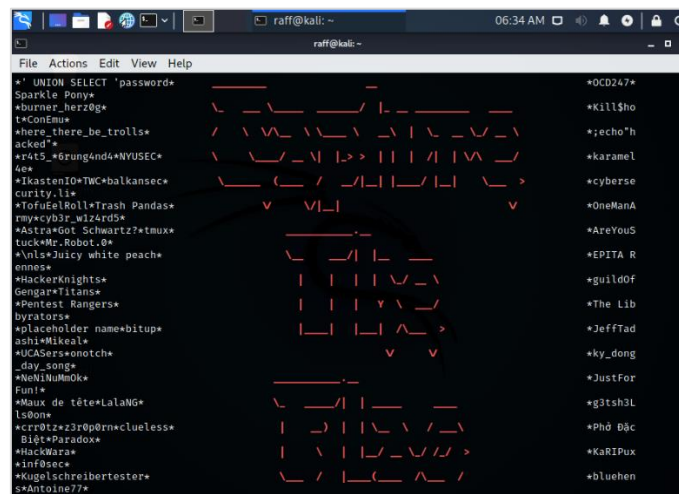 raff@kali: ~
06:34 AM
raff@kali: ~
File Actions Edit View Help
*' UNION SELECT 'password* *OCD247*
Sparkle Pony*
*burner_herz0g* *Kill$ho
t*ConEmu*
*here_there_be_trolls* *;echo"h
acked"*
*r4t5_*6rung4nd4*NYUSEC* *karamel
4e*
*IkastenIO*TWC*balkansec* *cyberse
curity.li*
*TofuEelRoll*Trash Pandas* *OneManA
rmy*cyb3r_w1z4rd5*
*Astra*Got Schwartz?*tmux* *AreYouS
tuck*Mr.Robot.0*
*\nls*Juicy white peach* *EPITA R
ennes*
*HackerKnights* *guildOf
Gengar*Titans*
*Pentest Rangers* *The Lib
byrators*
*placeholder name*bitup* *JeffTad
ashi*Mikeal*
*UCASers*onotch* *ky_dong
_day_song*
*NeNiNuMmOk* *JustFor
Fun!*
*Maux de tête*LalaNG* *g3tsh3L
ls0on*
*crr0tz*z3r0p0rn*clueless* *Phở Đặc
Biệt*Paradox*
*HackWara* *KaRIPux
*inf0sec*
*Kugelschreibertester* *bluehen
s*Antoine77*